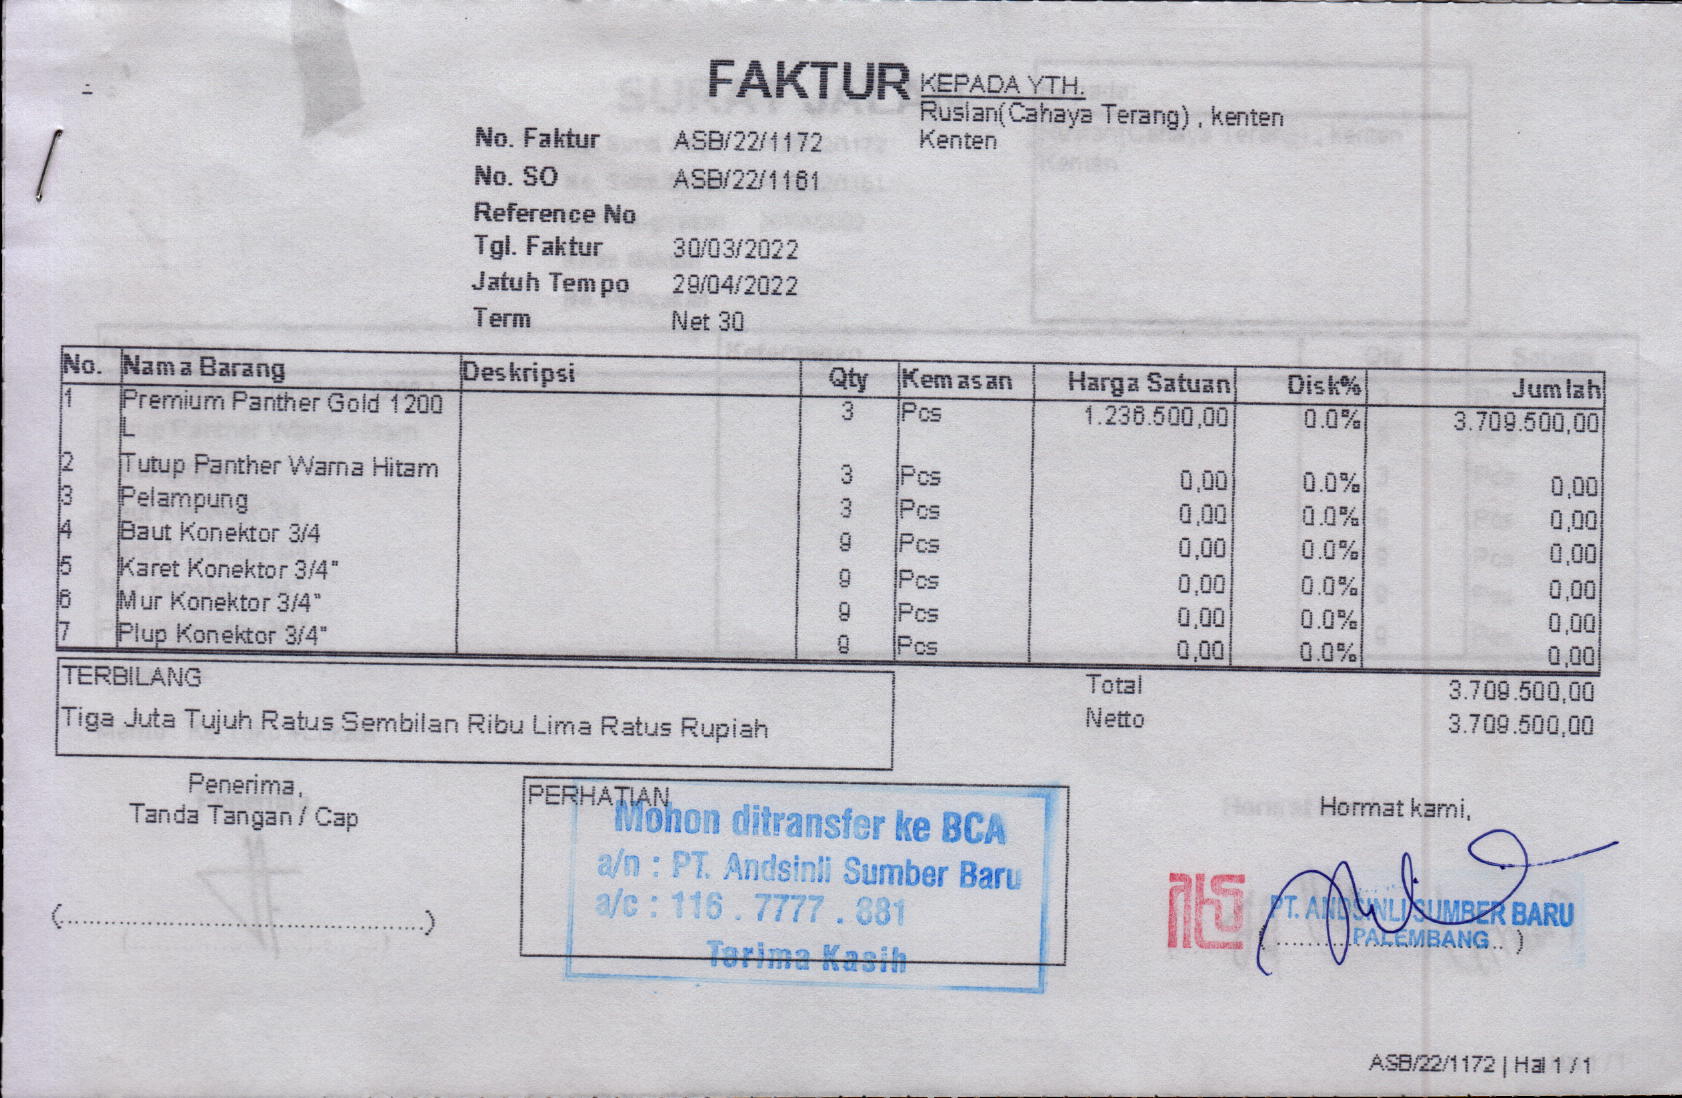 FAKTUR
KEPADA YTH.
Ruslan(Cahaya Terang) , kenten
Kenten
No. Faktur ASB/22/1172
No. SO ASB/22/1161
Reference No
Tgl. Faktur 30/03/2022
Jatuh Tempo 29/04/2022
Term Net 30
No. Nama Barang Deskripsi Qty Kemasan Harga Satuan Disk% Jumlah
1 Premium Panther Gold 1200 3 Pcs 1.236.500,00 0.0% 3.709.500,00
L
2 Tutup Panther Warna Hitam 3 Pcs 0,00 0.0% 0,00
3 Pelampung 3 Pcs 0,00 0.0% 0,00
4 Baut Konektor 3/4 9 Pcs 0,00 0.0% 0,00
5 Karet Konektor 3/4" 9 Pcs 0,00 0.0% 0,00
6 Mur Konektor 3/4" 9 Pcs 0,00 0.0% 0,00
7 Plup Konektor 3/4" 9 Pcs 0,00 0.0% 0,00
TERBILANG
Tiga Juta Tujuh Ratus Sembilan Ribu Lima Ratus Rupiah
Total 3.709.500,00
Netto 3.709.500,00
Penerima,
Tanda Tangan / Cap
(........................................)
PERHATIAN
Mohon ditransfer ke BCA
a/n : PT. Andsinli Sumber Baru
a/c : 116 . 7777 . 881
Terima Kasih
Hormat kami,
PT. ANDSINLI SUMBER BARU
PALEMBANG
ASB/22/1172 | Hal 1 / 1